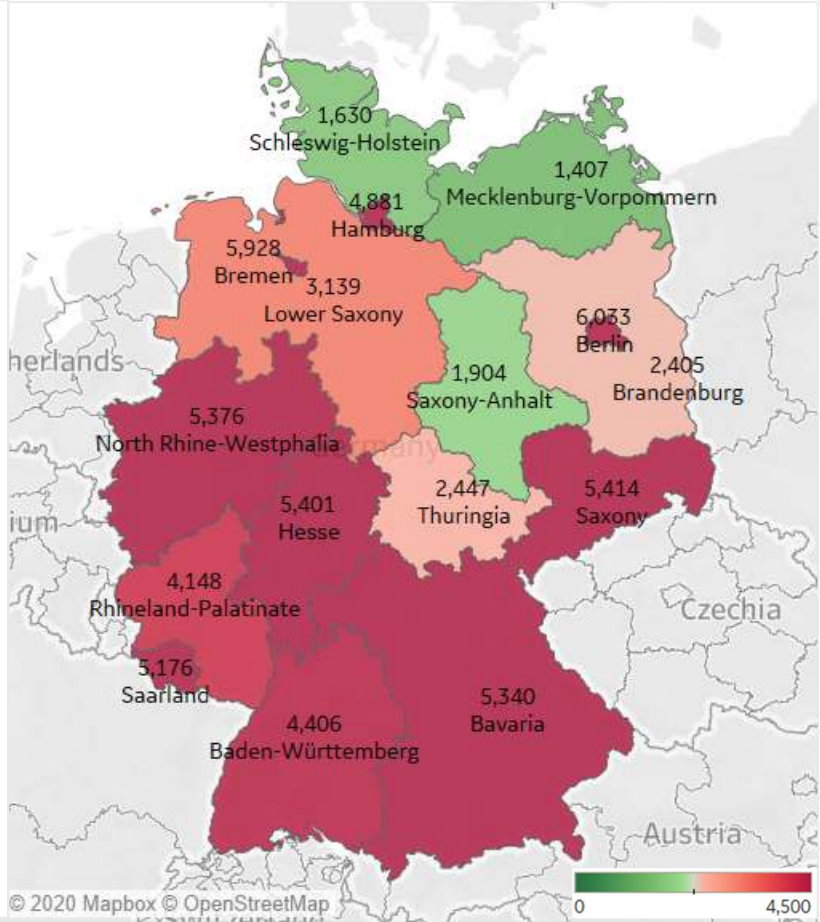 1,630
Schleswig-Holstein
1,407
Mecklenburg-Vorpommern
4,881
Hamburg
5,928
Bremen
3,139
Lower Saxony
6,033
Berlin
2,405
Brandenburg
herlands
1,904
Saxony-Anhalt
5,376
North Rhine-Westphalia
Germany
5,401
Hesse
2,447
Thuringia
5,414
Saxony
ium
4,148
Rhineland-Palatinate
Czechia
5,176
Saarland
5,340
Bavaria
4,406
Baden-Württemberg
Austria
0
4,500
© 2020 Mapbox © OpenStreetMap